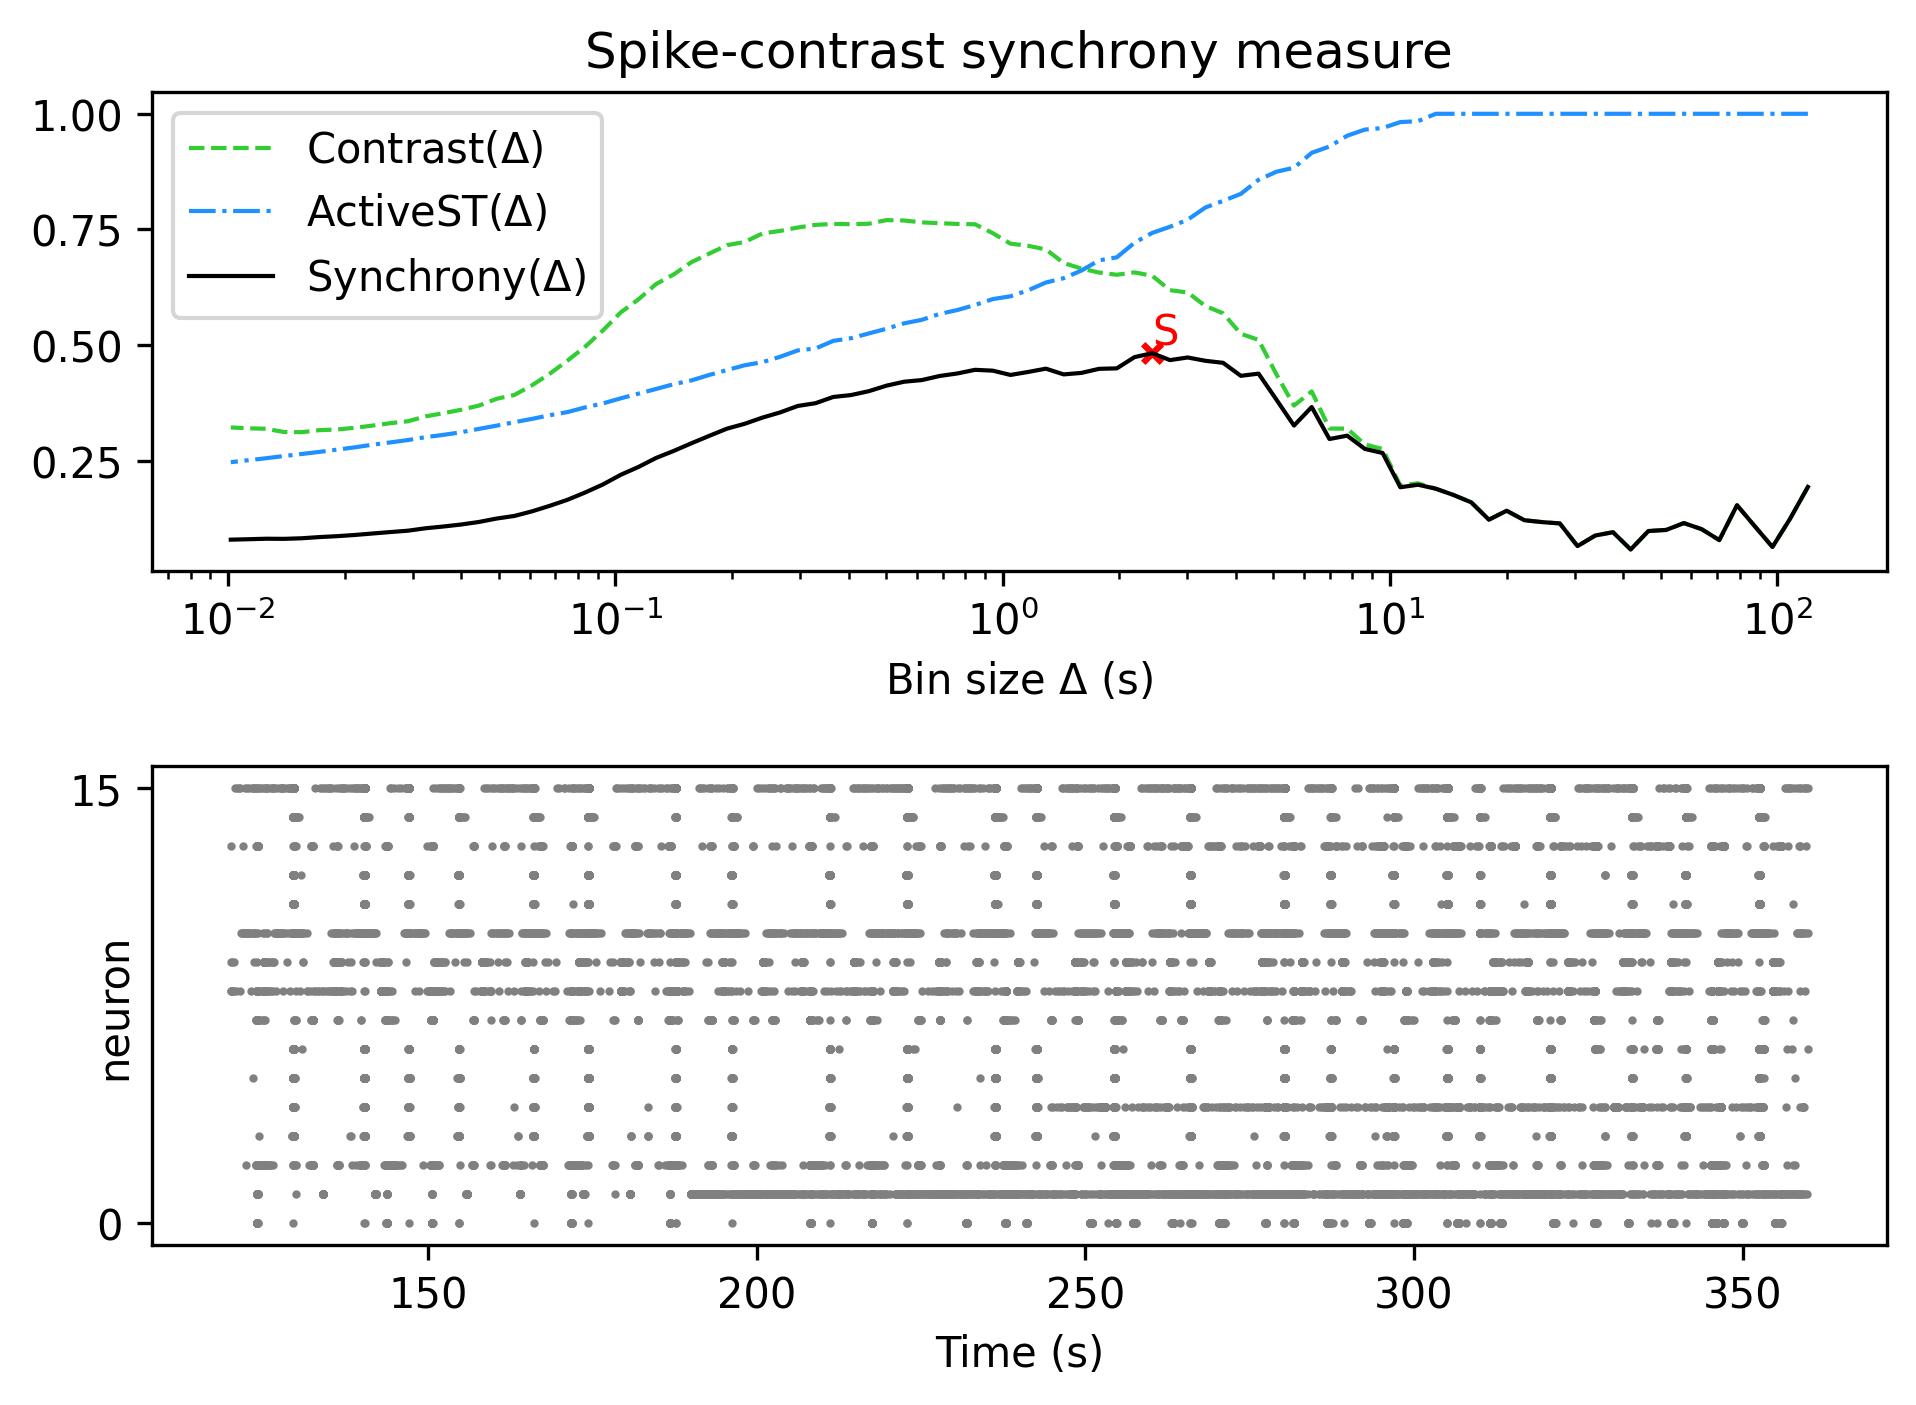 Spike-contrast synchrony measure
1.00
0.75
0.50
0.25
Contrast(Δ)
ActiveST(Δ)
Synchrony(Δ)
S
10⁻² 10⁻¹ 10⁰ 10¹ 10²
Bin size Δ (s)
15
0
neuron
150 200 250 300 350
Time (s)